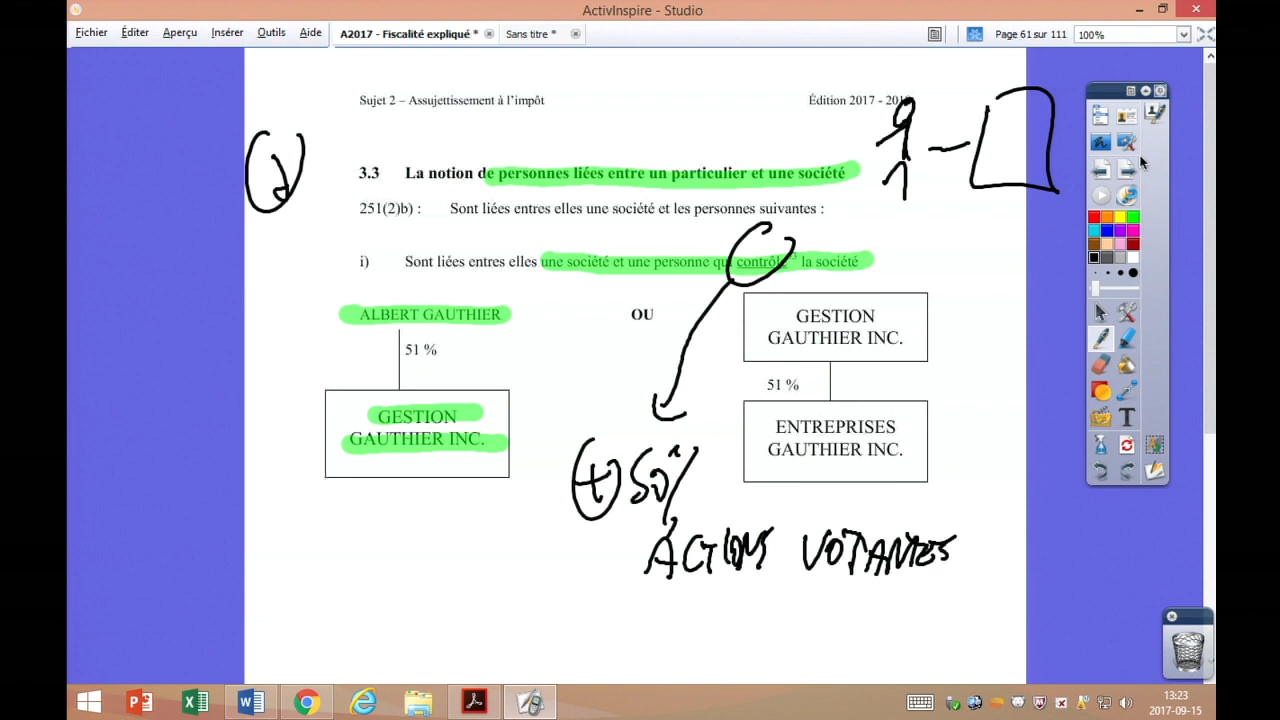 ActivInspire - Studio
Fichier Éditer Aperçu Insérer Outils Aide
A2017 - Fiscalité expliqué * Sans titre * Page 61 sur 111 100%
Sujet 2 – Assujettissement à l'impôt Édition 2017 - 201
3.3 La notion de personnes liées entre un particulier et une société
251(2)b) : Sont liées entres elles une société et les personnes suivantes :
i) Sont liées entres elles une société et une personne qui contrôle la société
ALBERT GAUTHIER
OU
51 %
GESTION
GAUTHIER INC.
GESTION
GAUTHIER INC.
51 %
ENTREPRISES
GAUTHIER INC.
+ 50%
ACTIONS VOTANTES
13:23
2017-09-15